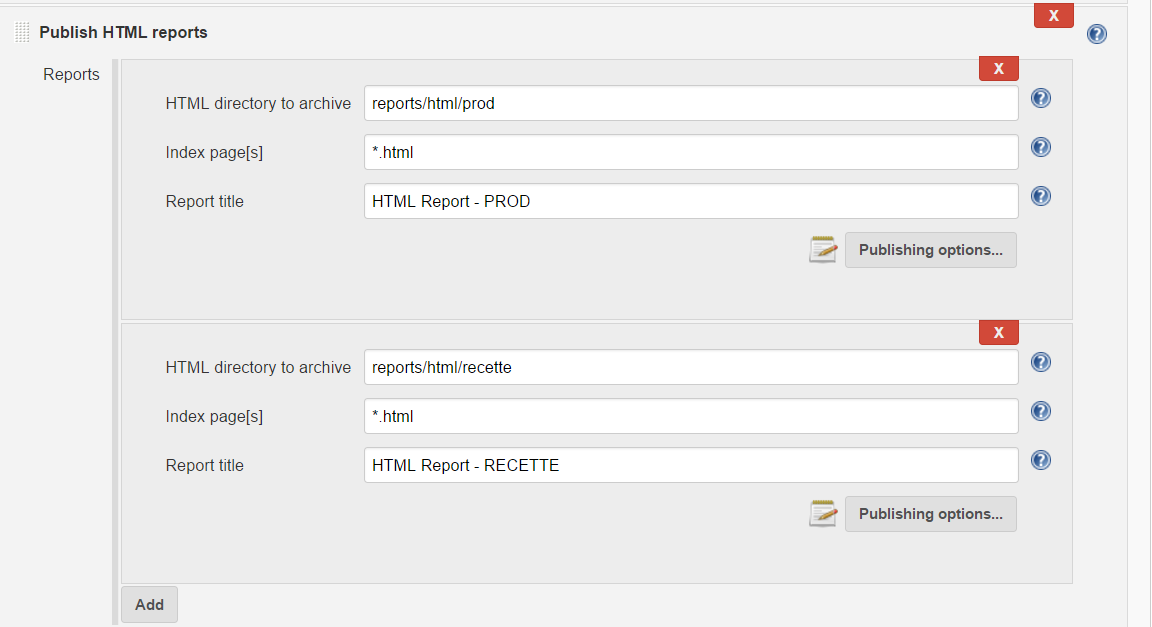 X
Publish HTML reports
?
Reports
X
HTML directory to archive reports/html/prod ?
Index page[s] *.html ?
Report title HTML Report - PROD ?
Publishing options...
X
HTML directory to archive reports/html/recette ?
Index page[s] *.html ?
Report title HTML Report - RECETTE ?
Publishing options...
Add